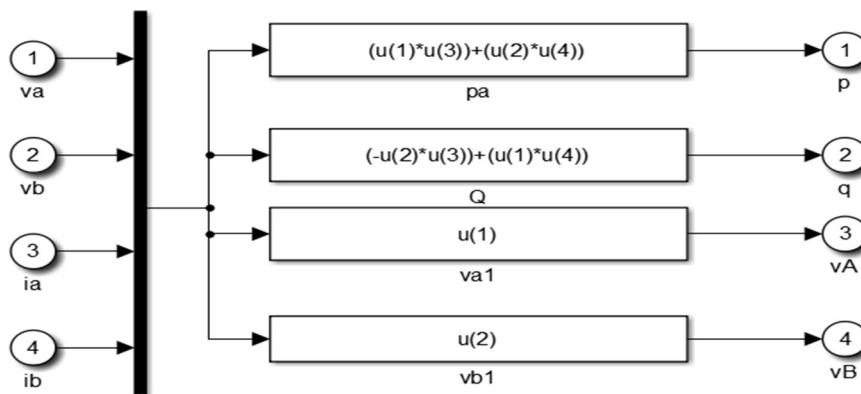 1
va
2
vb
3
ia
4
ib
(u(1)*u(3))+(u(2)*u(4))
pa
(-u(2)*u(3))+(u(1)*u(4))
Q
u(1)
va1
u(2)
vb1
1
p
2
q
3
vA
4
vB